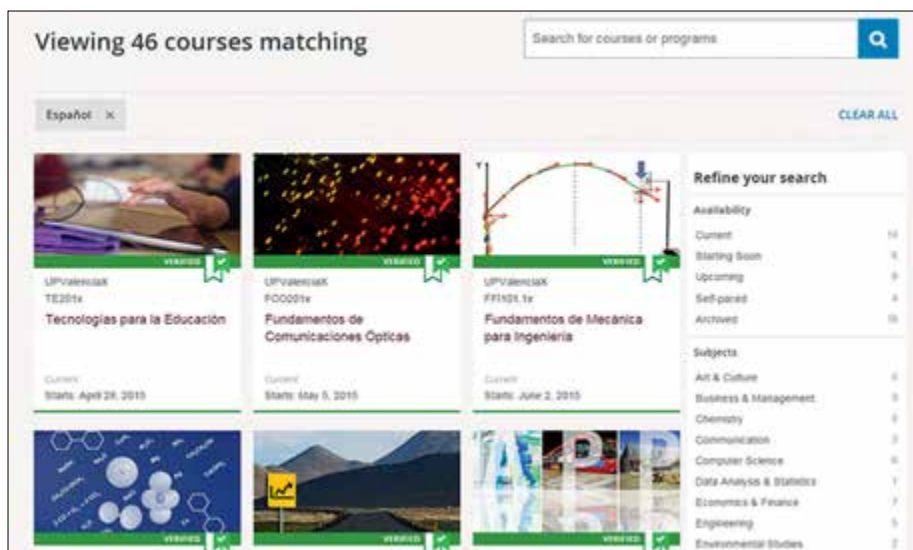 Viewing 46 courses matching
Search for courses or programs
Español ×
CLEAR ALL
VERIFIED
UPValenciaX
TE201x
Tecnologías para la Educación
Current
Starts: April 29, 2015
VERIFIED
UPValenciaX
FCO201x
Fundamentos de
Comunicaciones Ópticas
Current
Starts: May 5, 2015
Y
VERIFIED
UPValenciaX
FFI101.1x
Fundamentos de Mecánica
para Ingeniería
Current
Starts: June 2, 2015
VERIFIED
VERIFIED
APP
VERIFIED
Refine your search
Availability
Current
Starting Soon
Upcoming
Self-paced
Archived
Subjects
Art & Culture
Business & Management
Chemistry
Communication
Computer Science
Data Analysis & Statistics
Economics & Finance
Engineering
Environmental Studies